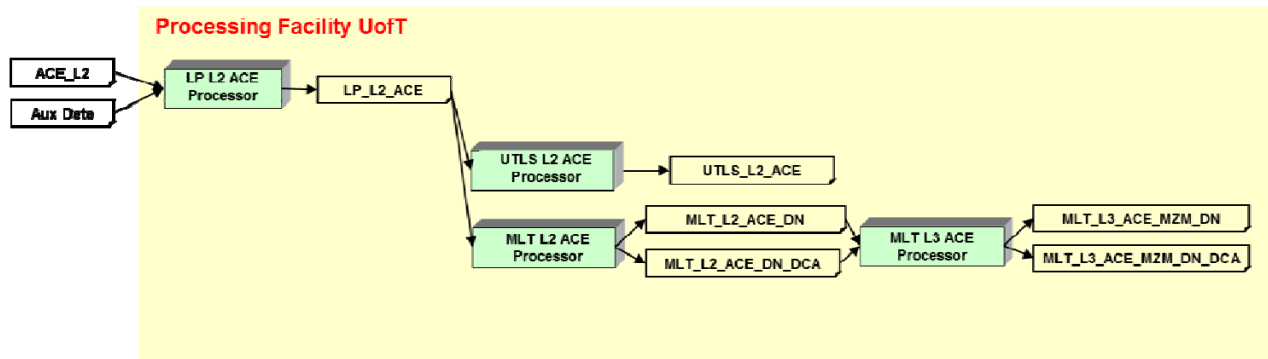 Processing Facility UofT
ACE_L2
Aux Data
LP L2 ACE
Processor
LP_L2_ACE
UTLS L2 ACE
Processor
UTLS_L2_ACE
MLT L2 ACE
Processor
MLT_L2_ACE_DN
MLT_L2_ACE_DN_DCA
MLT L3 ACE
Processor
MLT_L3_ACE_MZM_DN
MLT_L3_ACE_MZM_DN_DCA